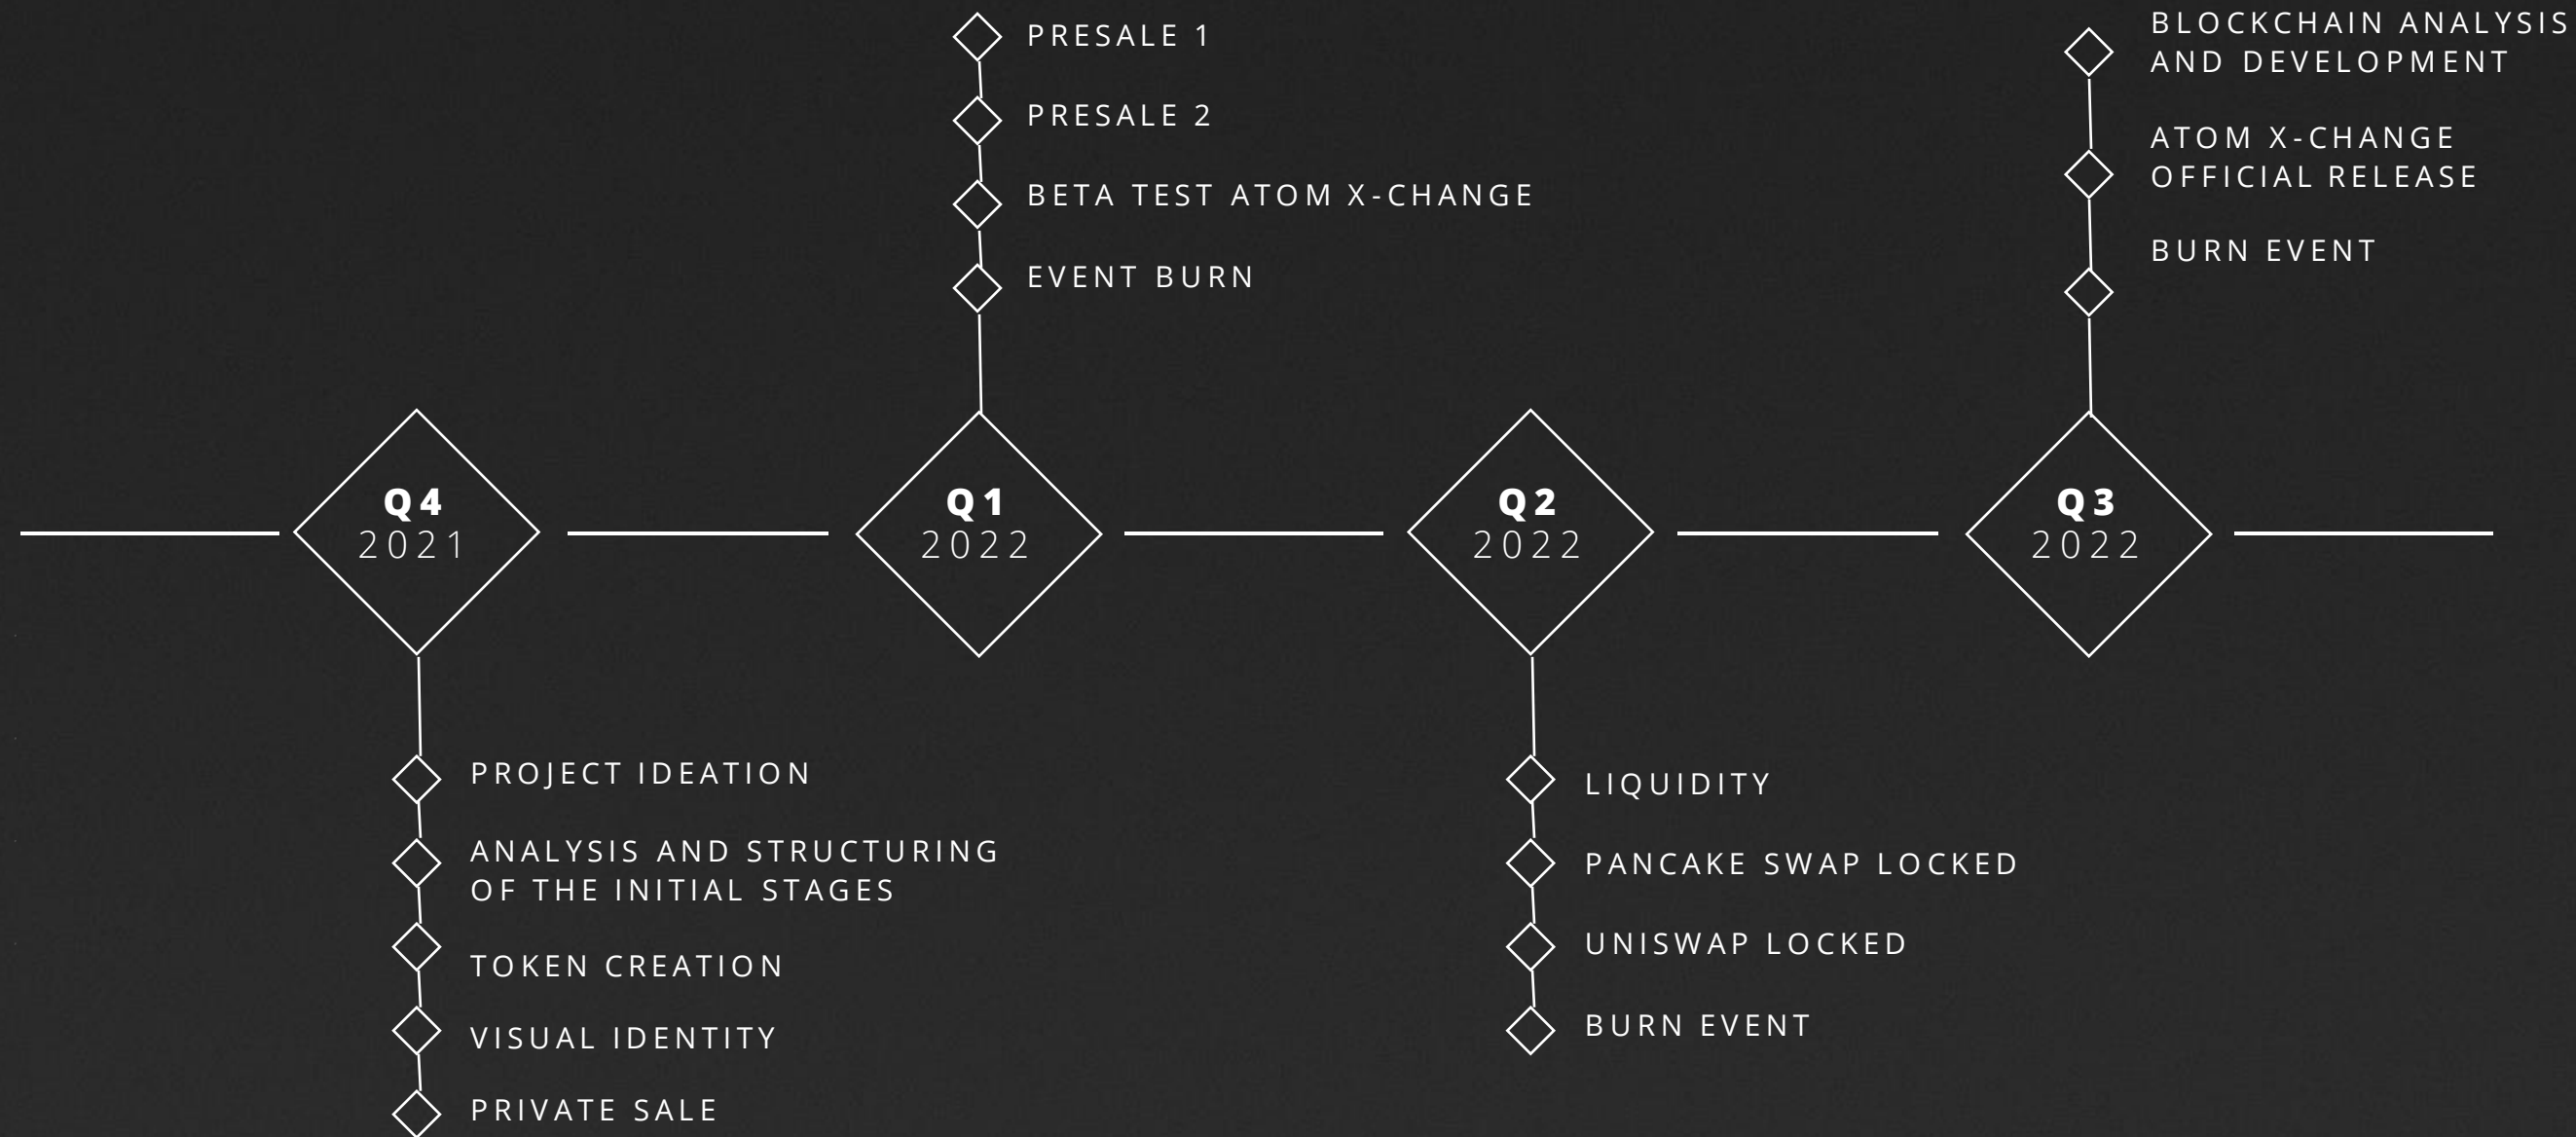 PRESALE 1
PRESALE 2
BETA TEST ATOM X-CHANGE
EVENT BURN
BLOCKCHAIN ANALYSIS
AND DEVELOPMENT
ATOM X-CHANGE
OFFICIAL RELEASE
BURN EVENT
Q4
2021
Q1
2022
Q2
2022
Q3
2022
PROJECT IDEATION
ANALYSIS AND STRUCTURING
OF THE INITIAL STAGES
TOKEN CREATION
VISUAL IDENTITY
PRIVATE SALE
LIQUIDITY
PANCAKE SWAP LOCKED
UNISWAP LOCKED
BURN EVENT